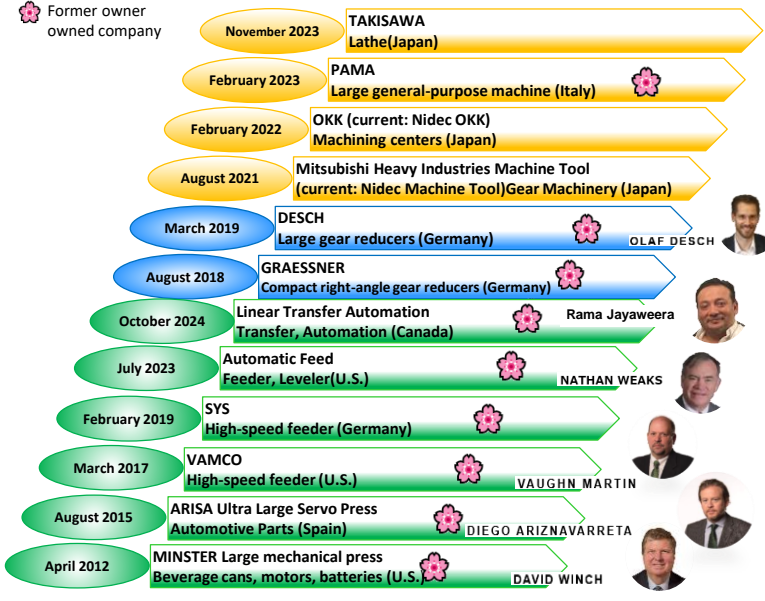 Former owner
owned company
November 2023
TAKISAWA
Lathe(Japan)
February 2023
PAMA
Large general-purpose machine (Italy)
February 2022
OKK (current: Nidec OKK)
Machining centers (Japan)
August 2021
Mitsubishi Heavy Industries Machine Tool
(current: Nidec Machine Tool)Gear Machinery (Japan)
March 2019
DESCH
Large gear reducers (Germany)
OLAF DESCH
August 2018
GRAESSNER
Compact right-angle gear reducers (Germany)
October 2024
Linear Transfer Automation
Transfer, Automation (Canada)
Rama Jayaweera
July 2023
Automatic Feed
Feeder, Leveler(U.S.)
NATHAN WEAKS
February 2019
SYS
High-speed feeder (Germany)
March 2017
VAMCO
High-speed feeder (U.S.)
VAUGHN MARTIN
August 2015
ARISA Ultra Large Servo Press
Automotive Parts (Spain)
DIEGO ARIZNAVARRETA
April 2012
MINSTER Large mechanical press
Beverage cans, motors, batteries (U.S.)
DAVID WINCH